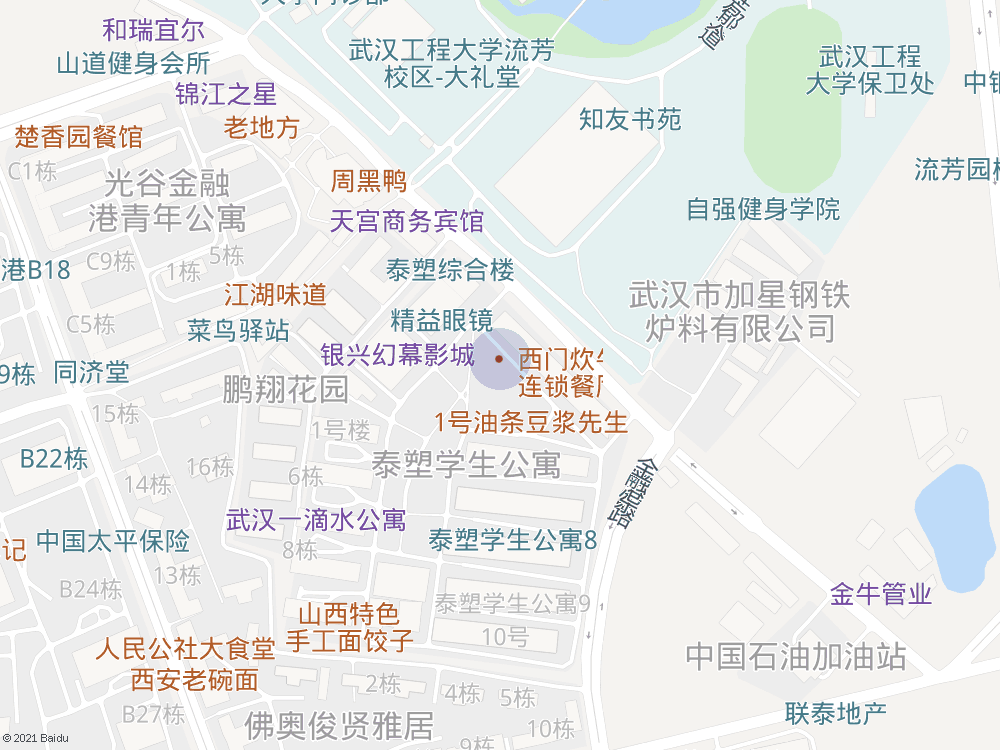 和瑞宜尔
山道健身会所
武汉工程大学流芳
校区-大礼堂
武汉工程
大学保卫处
锦江之星
知友书苑
老地方
楚香园餐馆
C1栋
周黑鸭
光谷金融
港青年公寓
天宫商务宾馆
自强健身学院
C9栋
5栋
1栋
港B18
泰塑综合楼
江湖味道
武汉市加星钢铁
炉料有限公司
C5栋
菜鸟驿站
精益眼镜
银兴幻幕影城
连锁餐厅
9栋
同济堂
鹏翔花园
15栋
1号油条豆浆先生
1号楼
B22栋
16栋
6栋
14栋
泰塑学生公寓
金融港路
武汉一滴水公寓
中国太平保险
记
8栋
泰塑学生公寓8
13栋
B24栋
泰塑学生公寓9
金牛管业
山西特色
手工面饺子
10号
人民公社大食堂
西安老碗面
中国石油加油站
2栋
4栋
5栋
B27栋
佛奥俊贤雅居
10栋
联泰地产
9栋
© 2021 Baidu